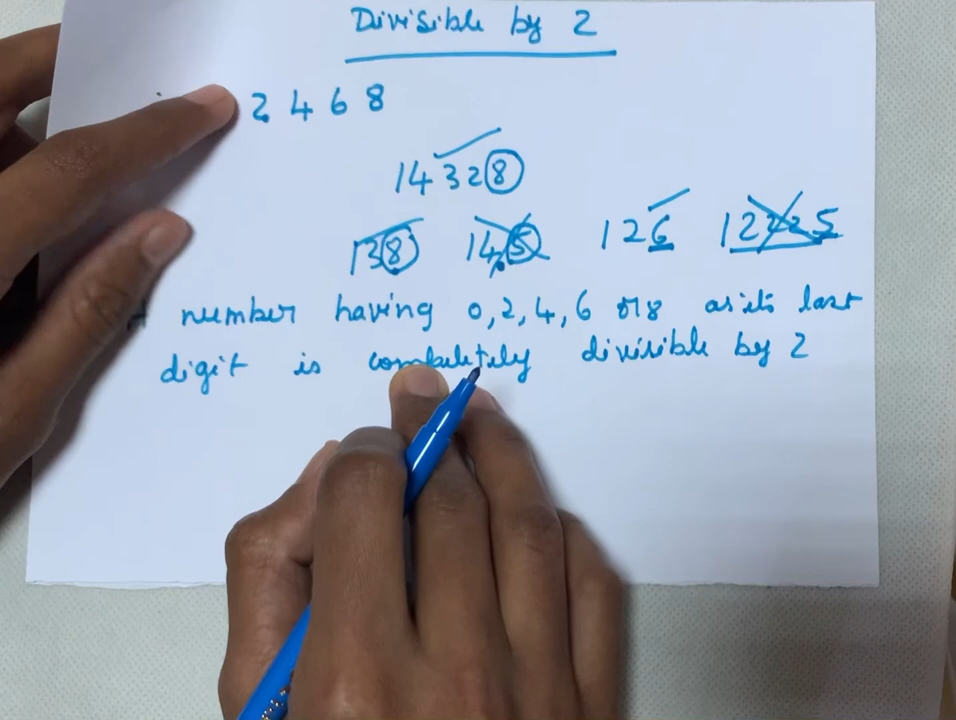 Divisible by 2
2 4 6 8
14328
138 145 126 12225
number having 0, 2, 4, 6 or 8 as its last
digit is completely divisible by 2